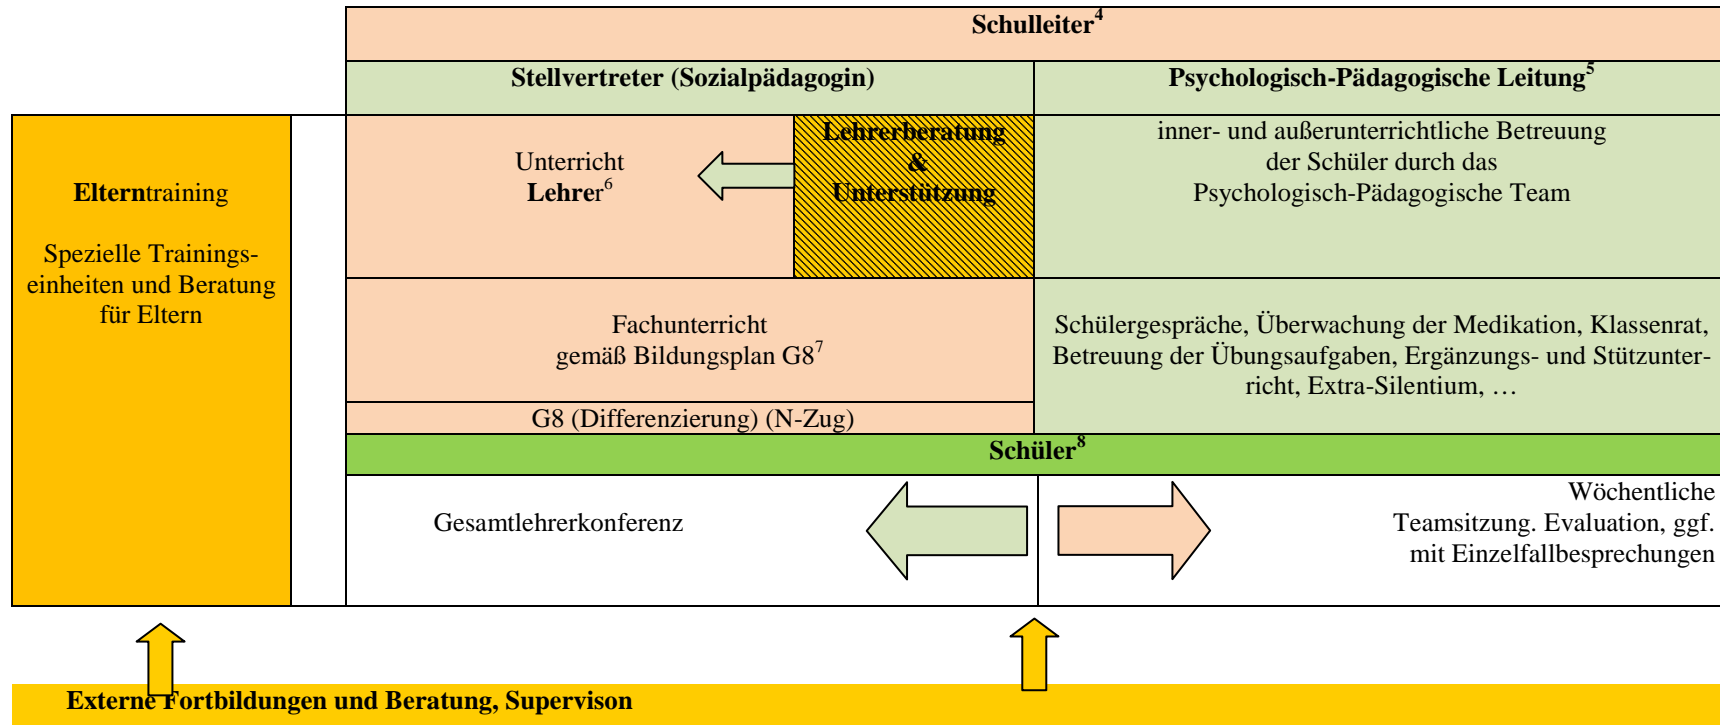 Schulleiter⁴
Stellvertreter (Sozialpädagogin)
Psychologisch-Pädagogische Leitung⁵
Elterntraining
Spezielle Trainings-
einheiten und Beratung
für Eltern
Unterricht
Lehrer⁶
Lehrerberatung
&
Unterstützung
inner- und außerunterrichtliche Betreuung
der Schüler durch das
Psychologisch-Pädagogische Team
Fachunterricht
gemäß Bildungsplan G8⁷
Schülergespräche, Überwachung der Medikation, Klassenrat,
Betreuung der Übungsaufgaben, Ergänzungs- und Stützunter-
richt, Extra-Silentium, …
G8 (Differenzierung) (N-Zug)
Schüler⁸
Gesamtlehrerkonferenz
Wöchentliche
Teamsitzung. Evaluation, ggf.
mit Einzelfallbesprechungen
Externe Fortbildungen und Beratung, Supervison